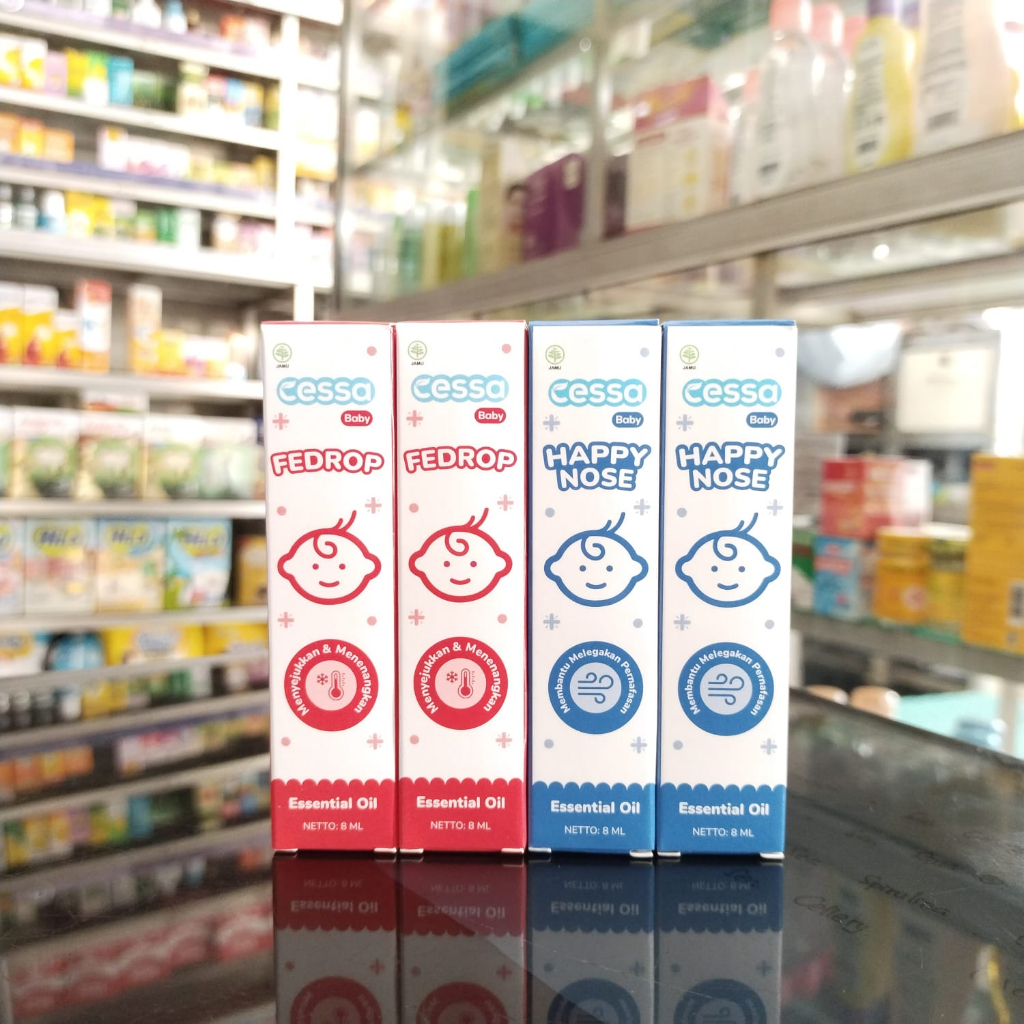 JAMU
cessa
Baby
FEDROP
Menyejukkan & Menenangkan
Essential Oil
NETTO: 8 ML
JAMU
cessa
Baby
FEDROP
Menyejukkan & Menenangkan
Essential Oil
NETTO: 8 ML
JAMU
cessa
Baby
HAPPY
NOSE
Membantu Melegakan Pernafasan
Essential Oil
NETTO: 8 ML
JAMU
cessa
Baby
HAPPY
NOSE
Membantu Melegakan Pernafasan
Essential Oil
NETTO: 8 ML
Spirulina
Cellery